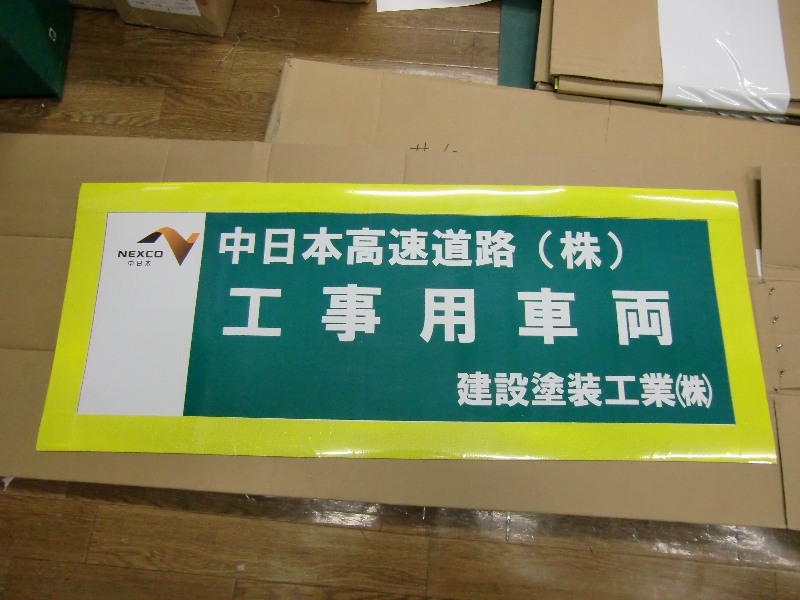 NEXCO
中日本
中日本高速道路（株）
工事用車両
建設塗装工業㈱